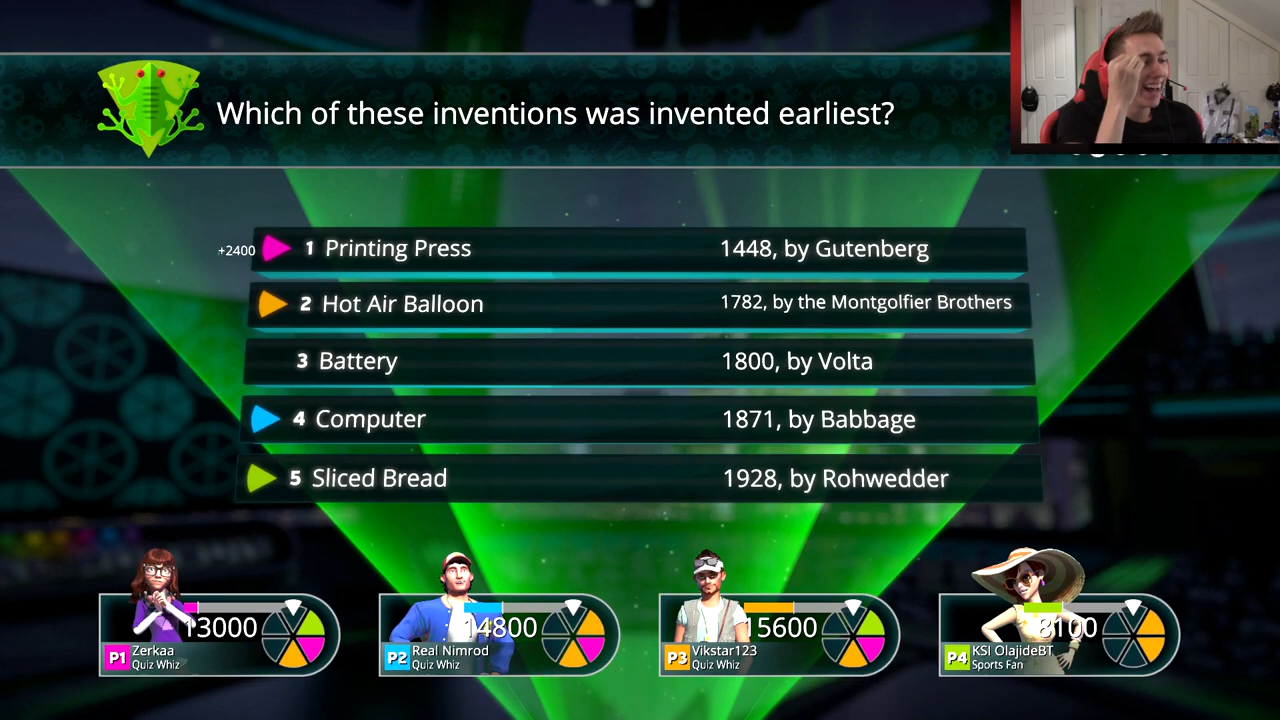 Which of these inventions was invented earliest?
+2400 1 Printing Press 1448, by Gutenberg
2 Hot Air Balloon 1782, by the Montgolfier Brothers
3 Battery 1800, by Volta
4 Computer 1871, by Babbage
5 Sliced Bread 1928, by Rohwedder
13000
P1 Zerkaa
Quiz Whiz
14800
P2 Real Nimrod
Quiz Whiz
15600
P3 Vikstar123
Quiz Whiz
8100
P4 KSI OlajideBT
Sports Fan